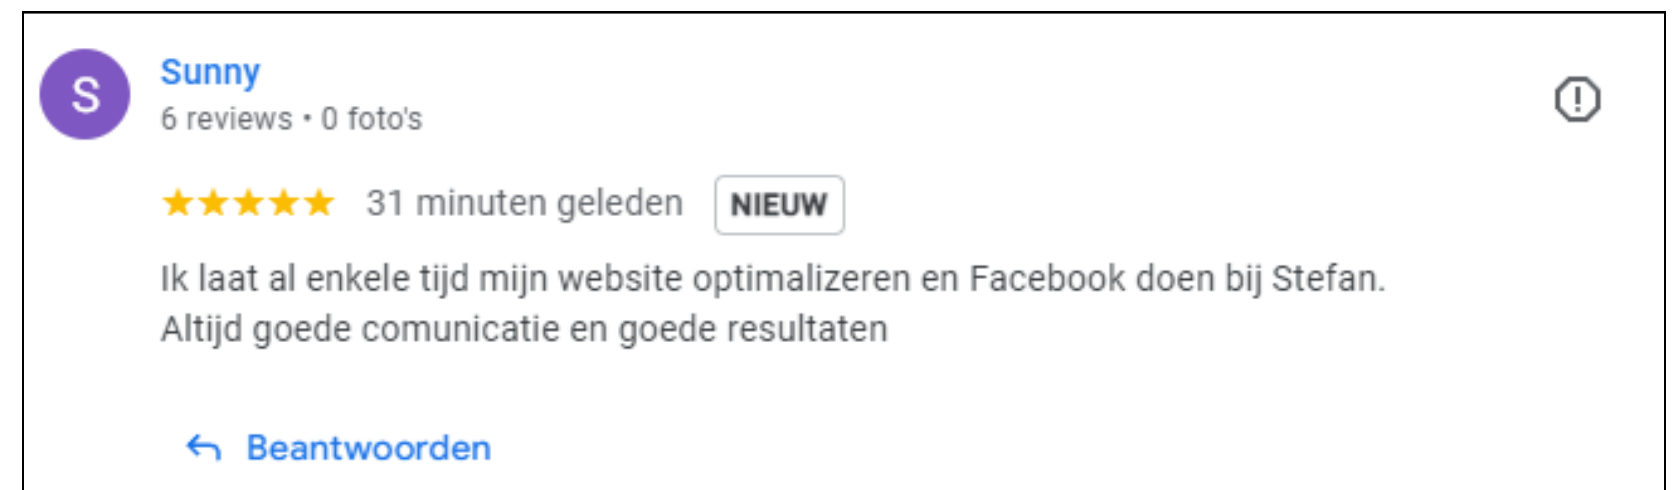 S
Sunny
6 reviews • 0 foto's
31 minuten geleden NIEUW
Ik laat al enkele tijd mijn website optimalizeren en Facebook doen bij Stefan.
Altijd goede comunicatie en goede resultaten
Beantwoorden